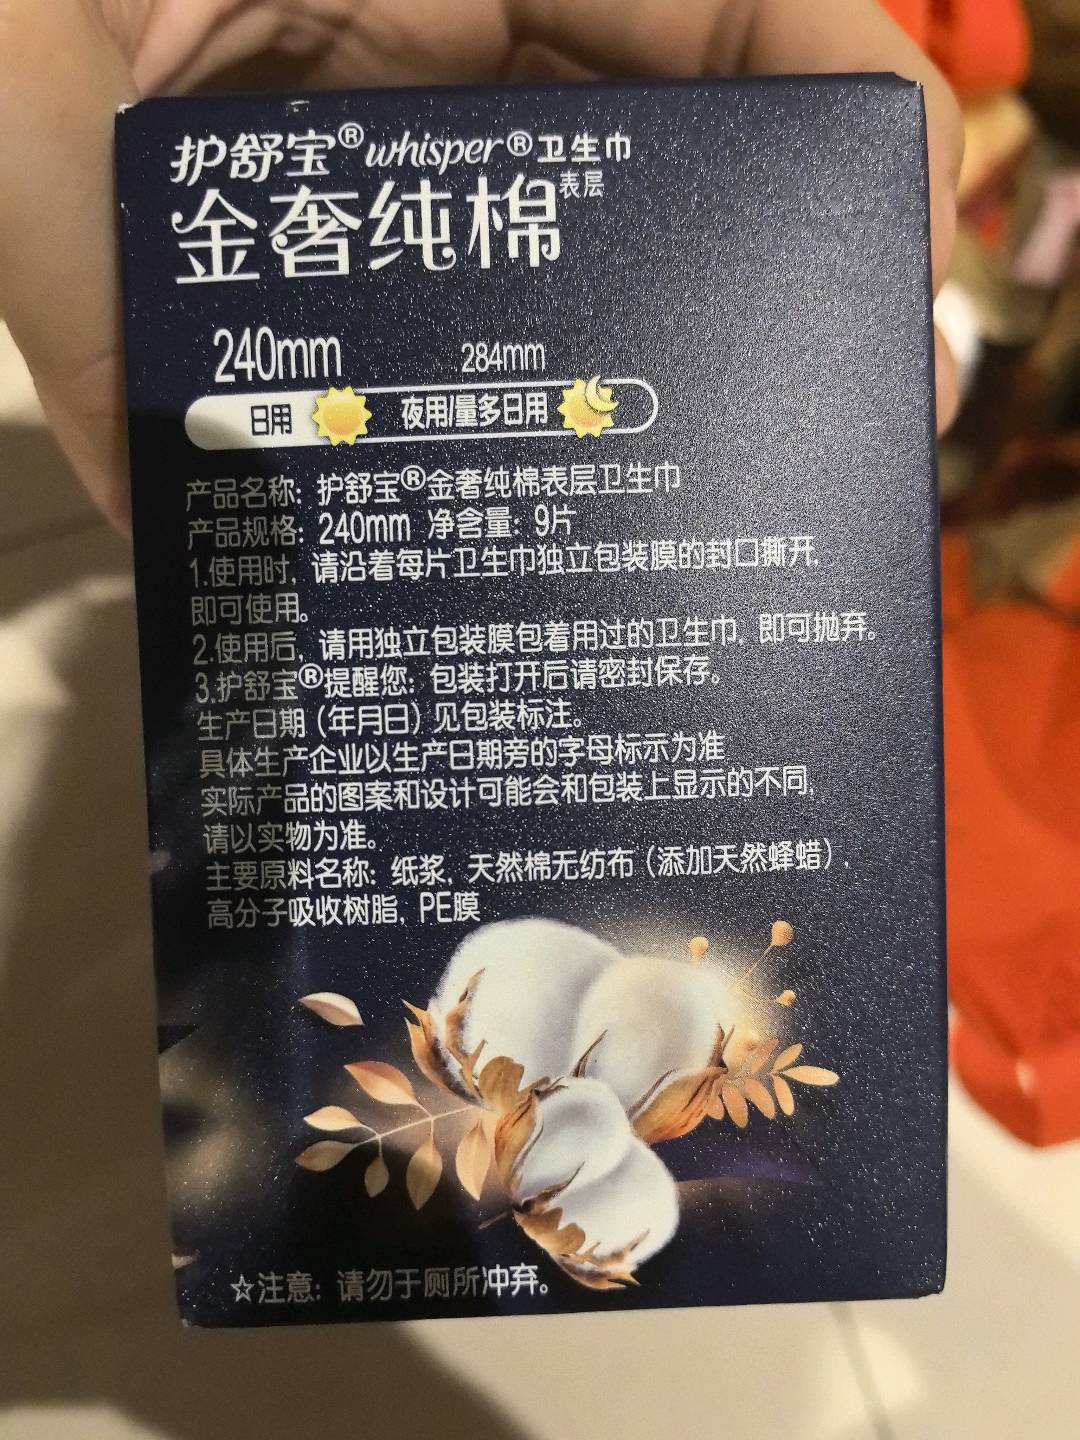 护舒宝®whisper®卫生巾
金奢纯棉表层
240mm 284mm
日用 夜用/量多日用
产品名称: 护舒宝®金奢纯棉表层卫生巾
产品规格: 240mm 净含量: 9片
1.使用时, 请沿着每片卫生巾独立包装膜的封口撕开,
即可使用。
2.使用后, 请用独立包装膜包着用过的卫生巾, 即可抛弃。
3.护舒宝®提醒您: 包装打开后请密封保存。
生产日期 (年月日) 见包装标注。
具体生产企业以生产日期旁的字母标示为准
实际产品的图案和设计可能会和包装上显示的不同,
请以实物为准。
主要原料名称: 纸浆, 天然棉无纺布 (添加天然蜂蜡),
高分子吸收树脂, PE膜
☆注意: 请勿于厕所冲弃。